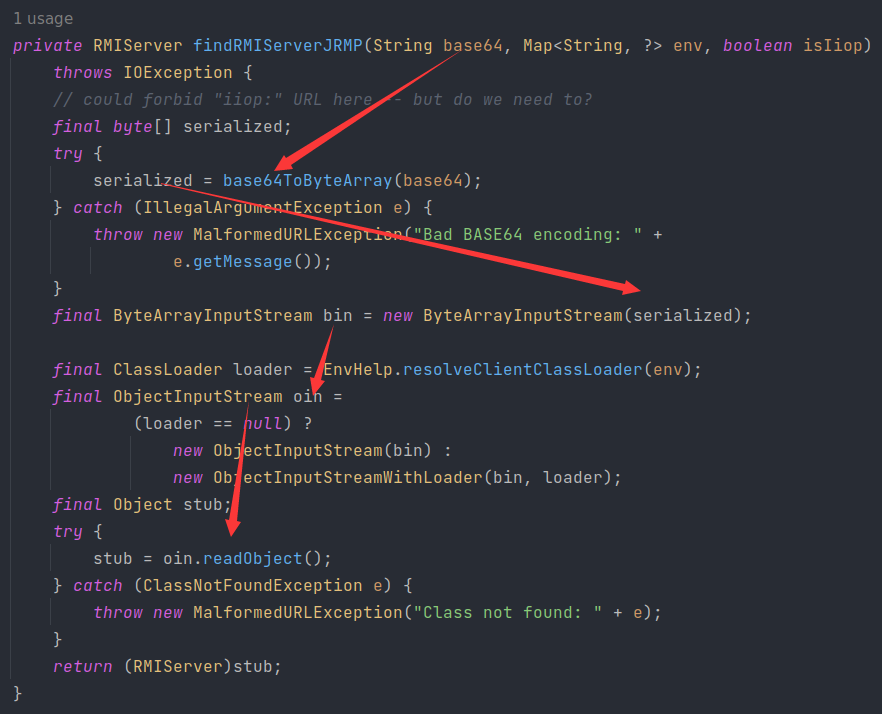 1 usage
private RMIServer findRMIServerJRMP(String base64, Map<String, ?> env, boolean isIiop)
    throws IOException {
    // could forbid "iiop:" URL here -- but do we need to?
    final byte[] serialized;
    try {
        serialized = base64ToByteArray(base64);
    } catch (IllegalArgumentException e) {
        throw new MalformedURLException("Bad BASE64 encoding: " +
                e.getMessage());
    }
    final ByteArrayInputStream bin = new ByteArrayInputStream(serialized);

    final ClassLoader loader = EnvHelp.resolveClientClassLoader(env);
    final ObjectInputStream oin =
            (loader == null) ?
                new ObjectInputStream(bin) :
                new ObjectInputStreamWithLoader(bin, loader);
    final Object stub;
    try {
        stub = oin.readObject();
    } catch (ClassNotFoundException e) {
        throw new MalformedURLException("Class not found: " + e);
    }
    return (RMIServer)stub;
}